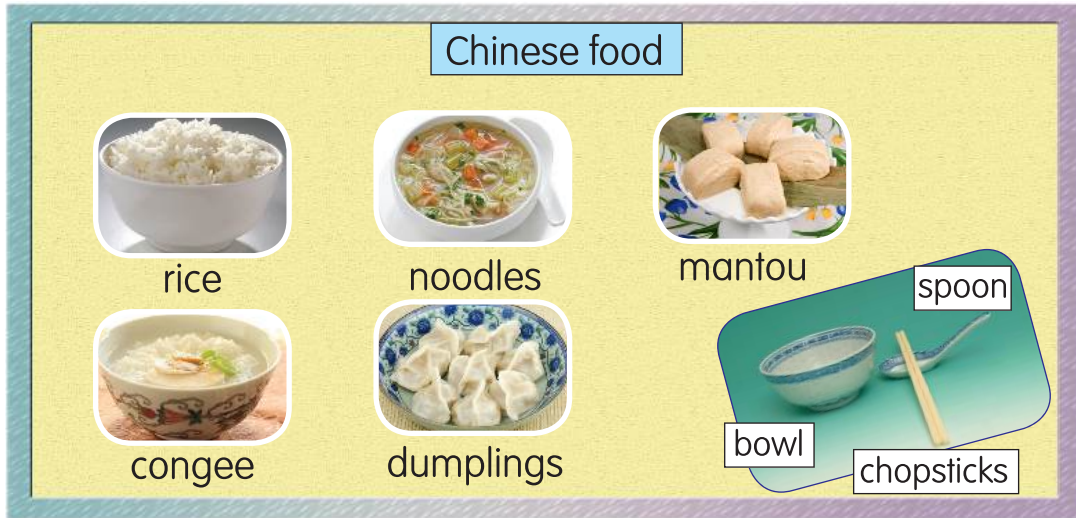 Chinese food
rice
noodles
mantou
congee
dumplings
spoon
bowl
chopsticks